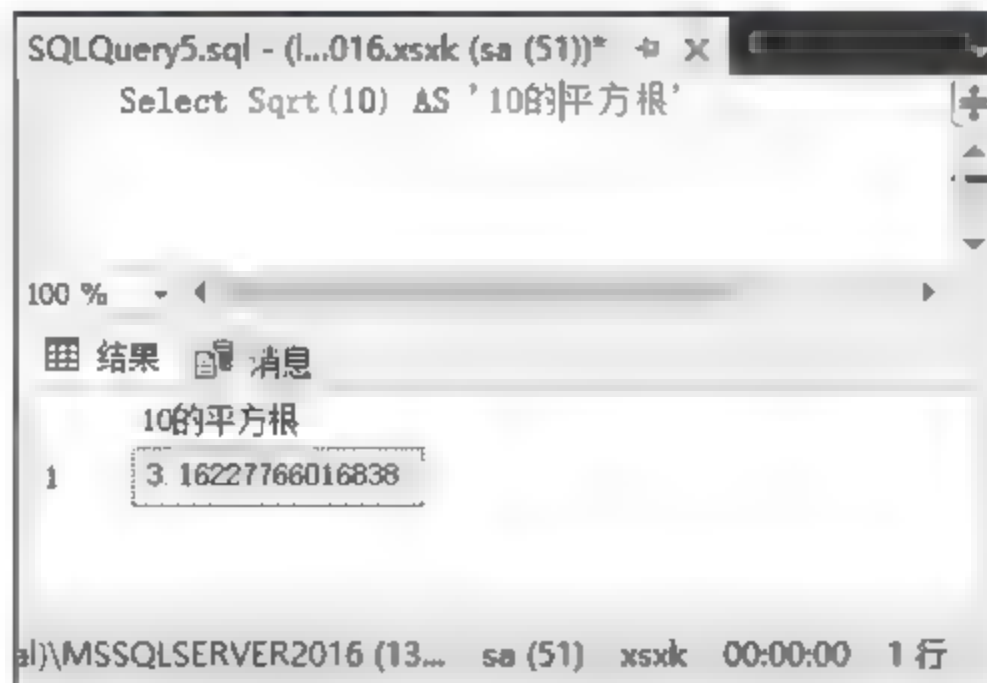 SQLQuery5.sql - (l...016.xsxk (sa (51))* ✕
Select Sqrt(10) AS '10的平方根'
100 %
结果 消息
10的平方根
1 3.16227766016838
al)\MSSQLSERVER2016 (13... sa (51) xsxk 00:00:00 1 行